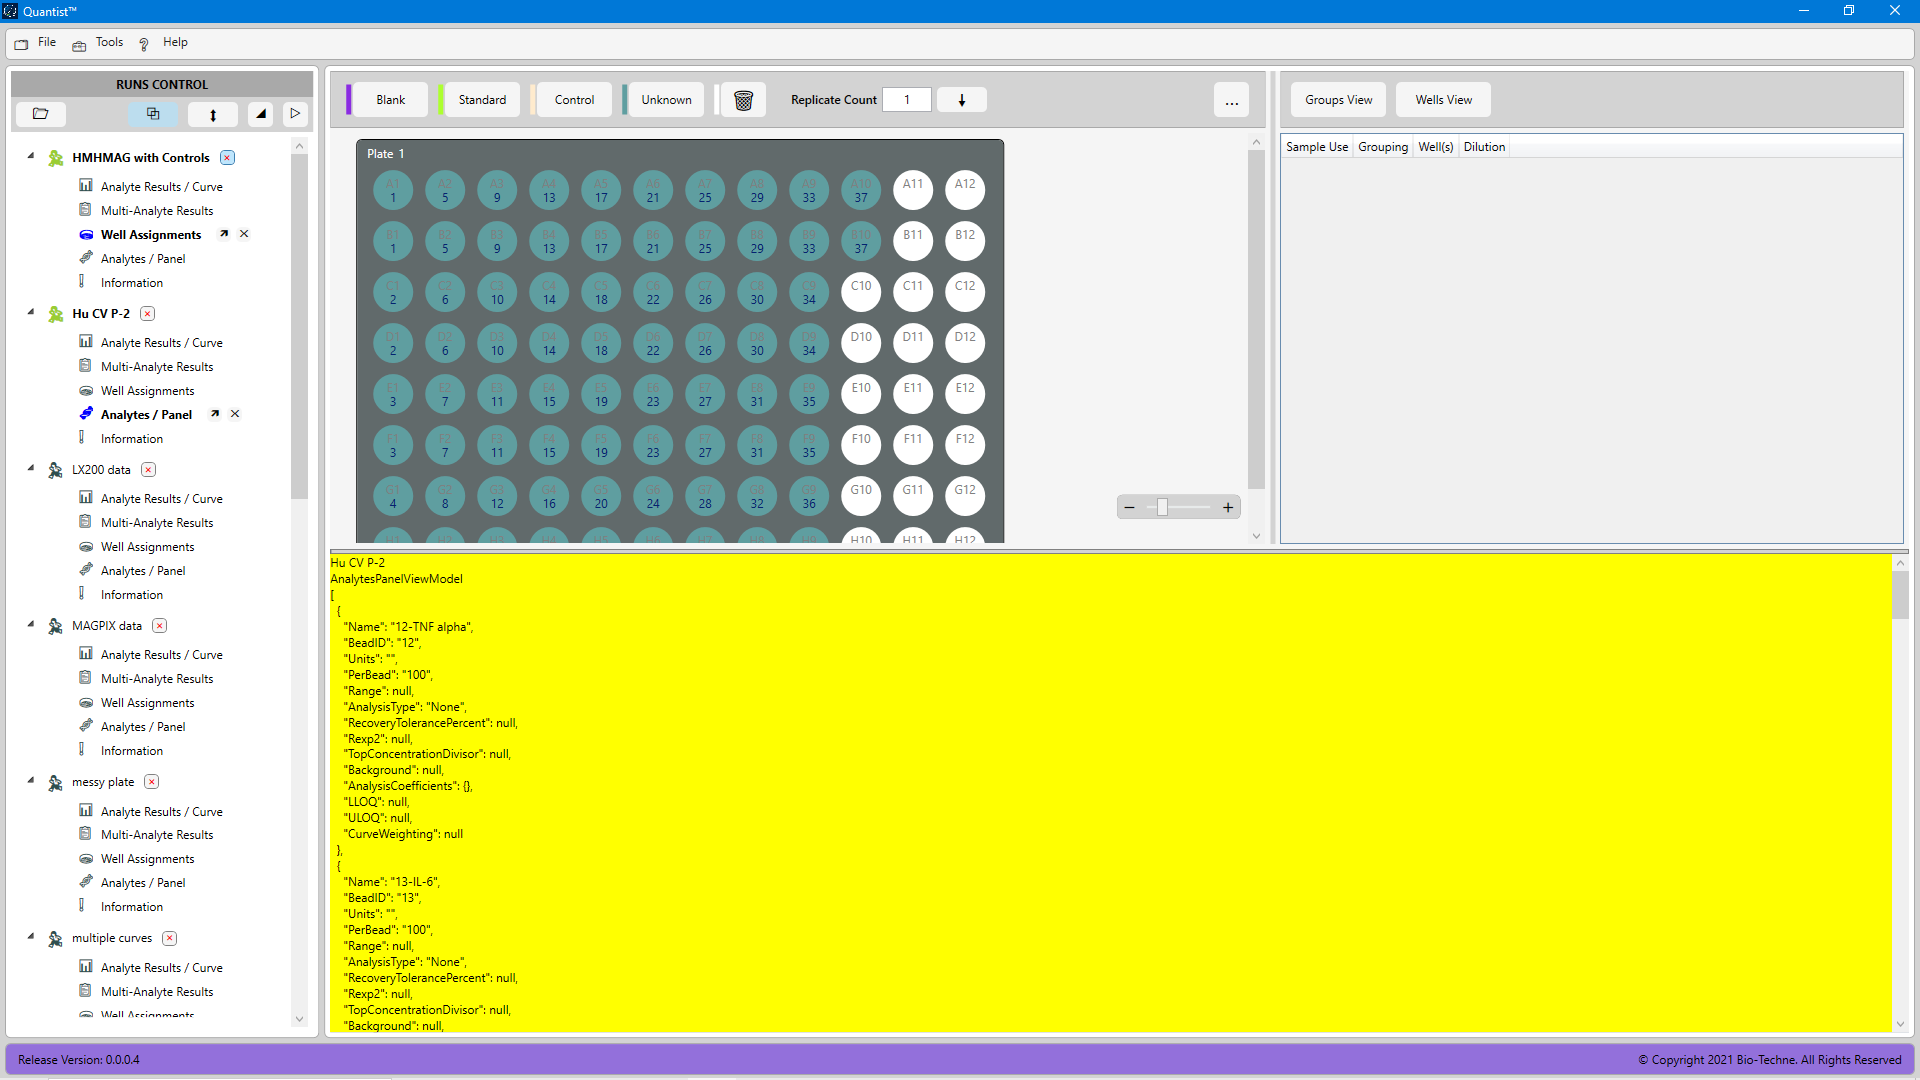 Quantist™
File Tools ? Help
RUNS CONTROL
HMHMAG with Controls
Analyte Results / Curve
Multi-Analyte Results
Well Assignments
Analytes / Panel
Information
Hu CV P-2
Analyte Results / Curve
Multi-Analyte Results
Well Assignments
Analytes / Panel
Information
LX200 data
Analyte Results / Curve
Multi-Analyte Results
Well Assignments
Analytes / Panel
Information
MAGPIX data
Analyte Results / Curve
Multi-Analyte Results
Well Assignments
Analytes / Panel
Information
messy plate
Analyte Results / Curve
Multi-Analyte Results
Well Assignments
Analytes / Panel
Information
multiple curves
Analyte Results / Curve
Multi-Analyte Results
Well Assignments
Blank Standard Control Unknown Replicate Count 1 ...
Plate 1
A1 A2 A3 A4 A5 A6 A7 A8 A9 A10 A11 A12
1 5 9 13 17 21 25 29 33 37
B1 B2 B3 B4 B5 B6 B7 B8 B9 B10 B11 B12
1 5 9 13 17 21 25 29 33 37
C1 C2 C3 C4 C5 C6 C7 C8 C9 C10 C11 C12
2 6 10 14 18 22 26 30 34
D1 D2 D3 D4 D5 D6 D7 D8 D9 D10 D11 D12
2 6 10 14 18 22 26 30 34
E1 E2 E3 E4 E5 E6 E7 E8 E9 E10 E11 E12
3 7 11 15 19 23 27 31 35
F1 F2 F3 F4 F5 F6 F7 F8 F9 F10 F11 F12
3 7 11 15 19 23 27 31 35
G1 G2 G3 G4 G5 G6 G7 G8 G9 G10 G11 G12
4 8 12 16 20 24 28 32 36
H1 H2 H3 H4 H5 H6 H7 H8 H9 H10 H11 H12
Groups View Wells View
Sample Use Grouping Well(s) Dilution
Hu CV P-2
AnalytesPanelViewModel
[
{
"Name": "12-TNF alpha",
"BeadID": "12",
"Units": "",
"PerBead": "100",
"Range": null,
"AnalysisType": "None",
"RecoveryTolerancePercent": null,
"Rexp2": null,
"TopConcentrationDivisor": null,
"Background": null,
"AnalysisCoefficients": {},
"LLOQ": null,
"ULOQ": null,
"CurveWeighting": null
},
{
"Name": "13-IL-6",
"BeadID": "13",
"Units": "",
"PerBead": "100",
"Range": null,
"AnalysisType": "None",
"RecoveryTolerancePercent": null,
"Rexp2": null,
"TopConcentrationDivisor": null,
"Background": null,
Release Version: 0.0.0.4
© Copyright 2021 Bio-Techne. All Rights Reserved